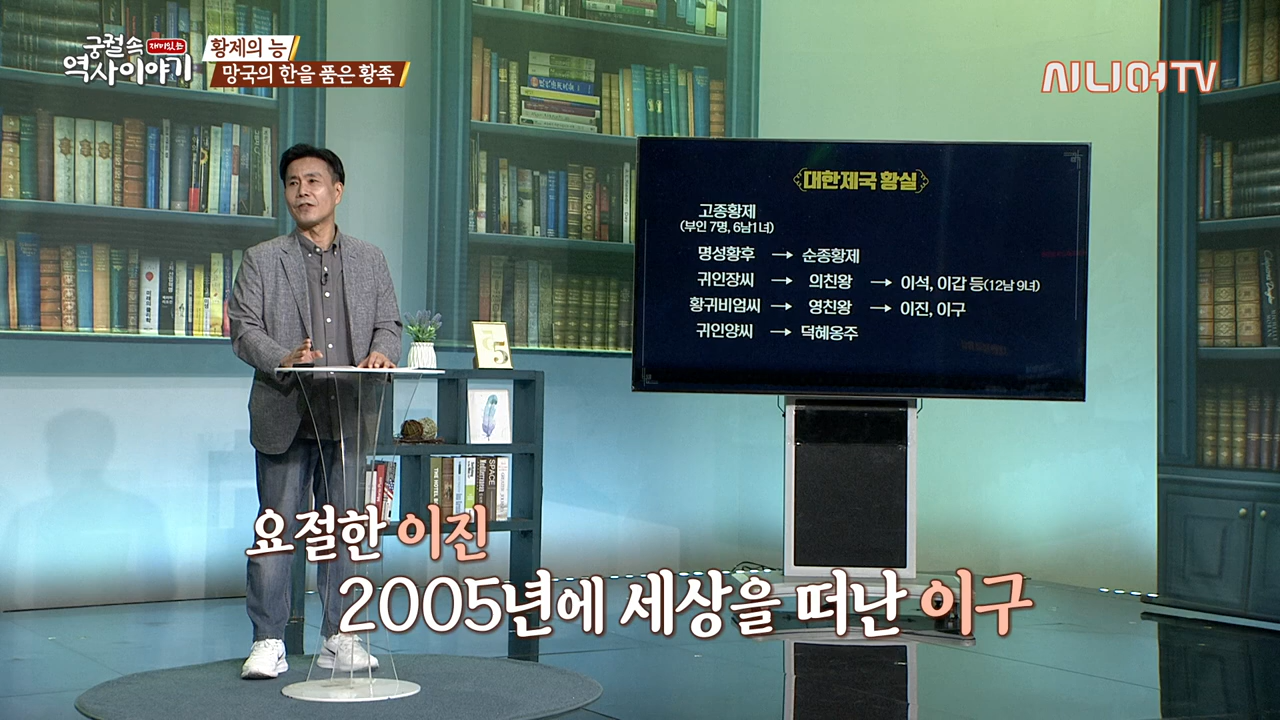 궁궐속
재미있는
역사이야기
황제의 능
망국의 한을 품은 황족
시니어TV
대한제국 황실
고종황제
(부인 7명, 6남1녀)
명성황후 → 순종황제
귀인장씨 → 의친왕 → 이석, 이갑 등(12남 9녀)
황귀비엄씨 → 영친왕 → 이진, 이구
귀인양씨 → 덕혜옹주
5
SPACE
THE HOTEL
요절한 이진
2005년에 세상을 떠난 이구